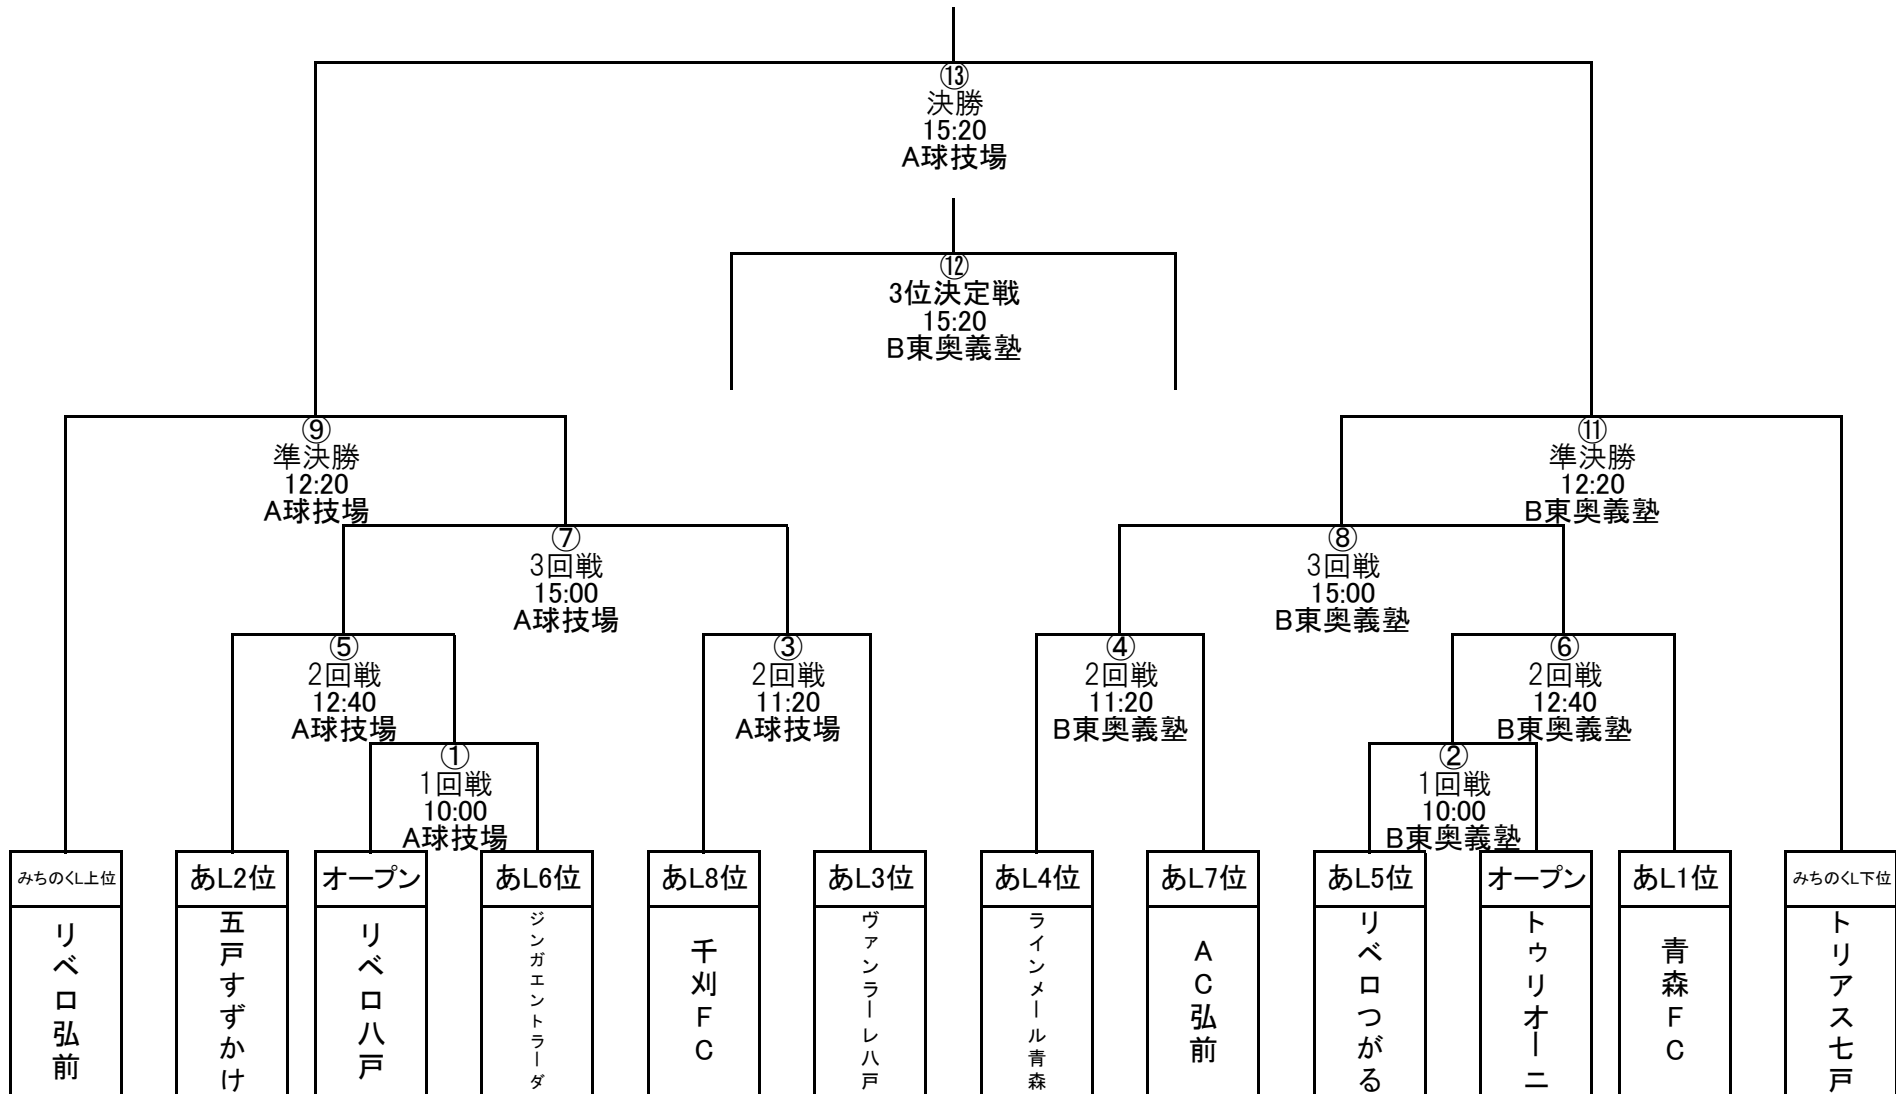 ⑬
決勝
15:20
A球技場
⑫
3位決定戦
15:20
B東奥義塾
⑨
準決勝
12:20
A球技場
⑪
準決勝
12:20
B東奥義塾
⑦
3回戦
15:00
A球技場
⑧
3回戦
15:00
B東奥義塾
⑤
2回戦
12:40
A球技場
③
2回戦
11:20
A球技場
④
2回戦
11:20
B東奥義塾
⑥
2回戦
12:40
B東奥義塾
①
1回戦
10:00
A球技場
②
1回戦
10:00
B東奥義塾
みちのくL上位
あL2位
オープン
あL6位
あL8位
あL3位
あL4位
あL7位
あL5位
オープン
あL1位
みちのくL下位
リベロ弘前
五戸すずかけ
リベロ八戸
ジンガエントラーダ
千刈FC
ヴァンラーレ八戸
ラインメール青森
AC弘前
リベロつがる
トゥリオーニ
青森FC
トリアス七戸